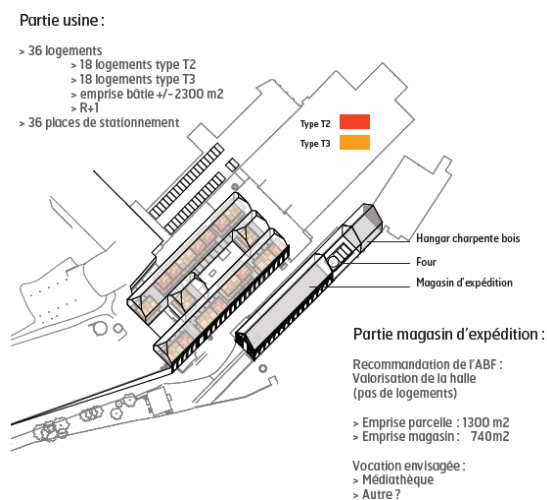 Partie usine :
> 36 logements
> 18 logements type T2
> 18 logements type T3
> emprise bâtie +/-2300 m2
> R+1
> 36 places de stationnement
Type T2
Type T3
Hangar charpente bois
Four
Magasin d'expédition
Partie magasin d'expédition :
Recommandation de l'ABF :
Valorisation de la halle
(pas de logements)
> Emprise parcelle : 1300 m2
> Emprise magasin : 740m2
Vocation envisagée :
> Médiathèque
> Autre ?